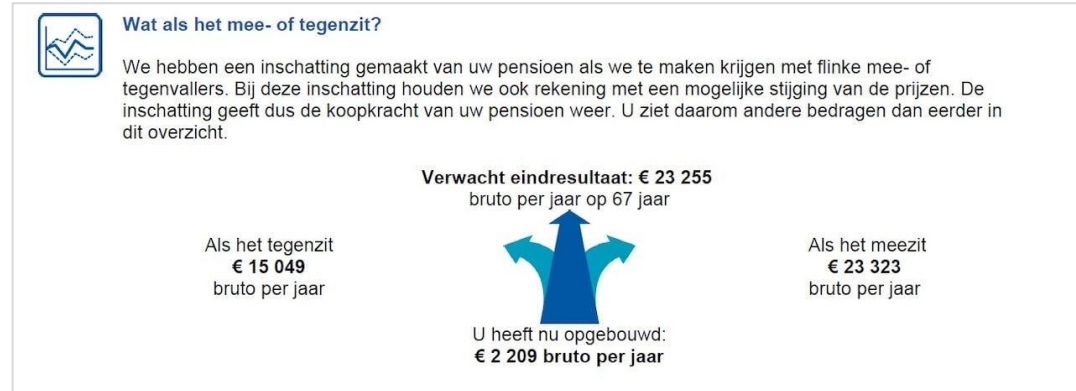 Wat als het mee- of tegenzit?
We hebben een inschatting gemaakt van uw pensioen als we te maken krijgen met flinke mee- of
tegenvallers. Bij deze inschatting houden we ook rekening met een mogelijke stijging van de prijzen. De
inschatting geeft dus de koopkracht van uw pensioen weer. U ziet daarom andere bedragen dan eerder in
dit overzicht.
Verwacht eindresultaat: € 23 255
bruto per jaar op 67 jaar
Als het tegenzit
€ 15 049
bruto per jaar
Als het meezit
€ 23 323
bruto per jaar
U heeft nu opgebouwd:
€ 2 209 bruto per jaar